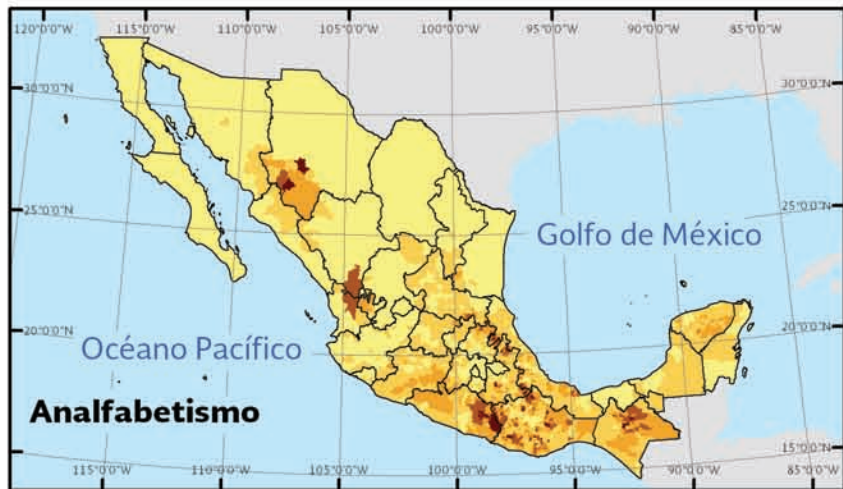 120°0'0"W 115°0'0"W 110°0'0"W 105°0'0"W 100°0'0"W 95°0'0"W 90°0'0"W 85°0'0"W
30°0'0"N 30°0'0"N
25°0'0"N 25°0'0"N
Golfo de México
20°0'0"N 20°0'0"N
Océano Pacífico
Analfabetismo
15°0'0"N
115°0'0"W 110°0'0"W 105°0'0"W 100°0'0"W 95°0'0"W 90°0'0"W